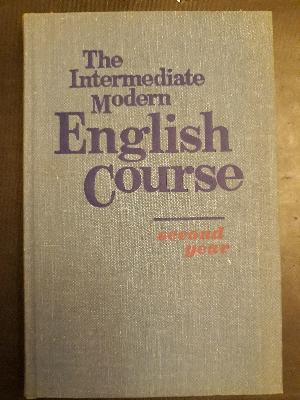 The
Intermediate
Modern
English
Course
second
year